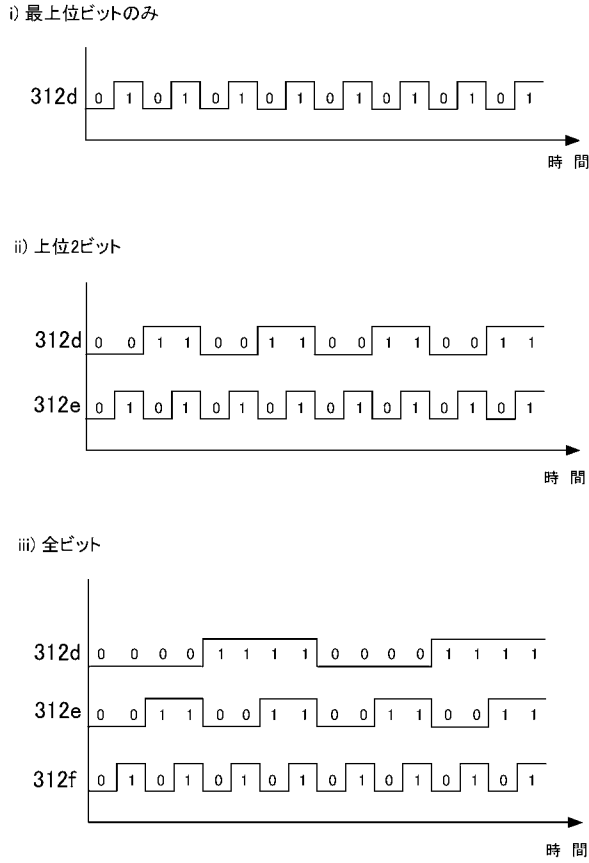 i) 最上位ビットのみ
312d 0 1 0 1 0 1 0 1 0 1 0 1 0 1 0 1
時 間
ii) 上位2ビット
312d 0 0 1 1 0 0 1 1 0 0 1 1 0 0 1 1
312e 0 1 0 1 0 1 0 1 0 1 0 1 0 1 0 1
時 間
iii) 全ビット
312d 0 0 0 0 1 1 1 1 0 0 0 0 1 1 1 1
312e 0 0 1 1 0 0 1 1 0 0 1 1 0 0 1 1
312f 0 1 0 1 0 1 0 1 0 1 0 1 0 1 0 1
時 間